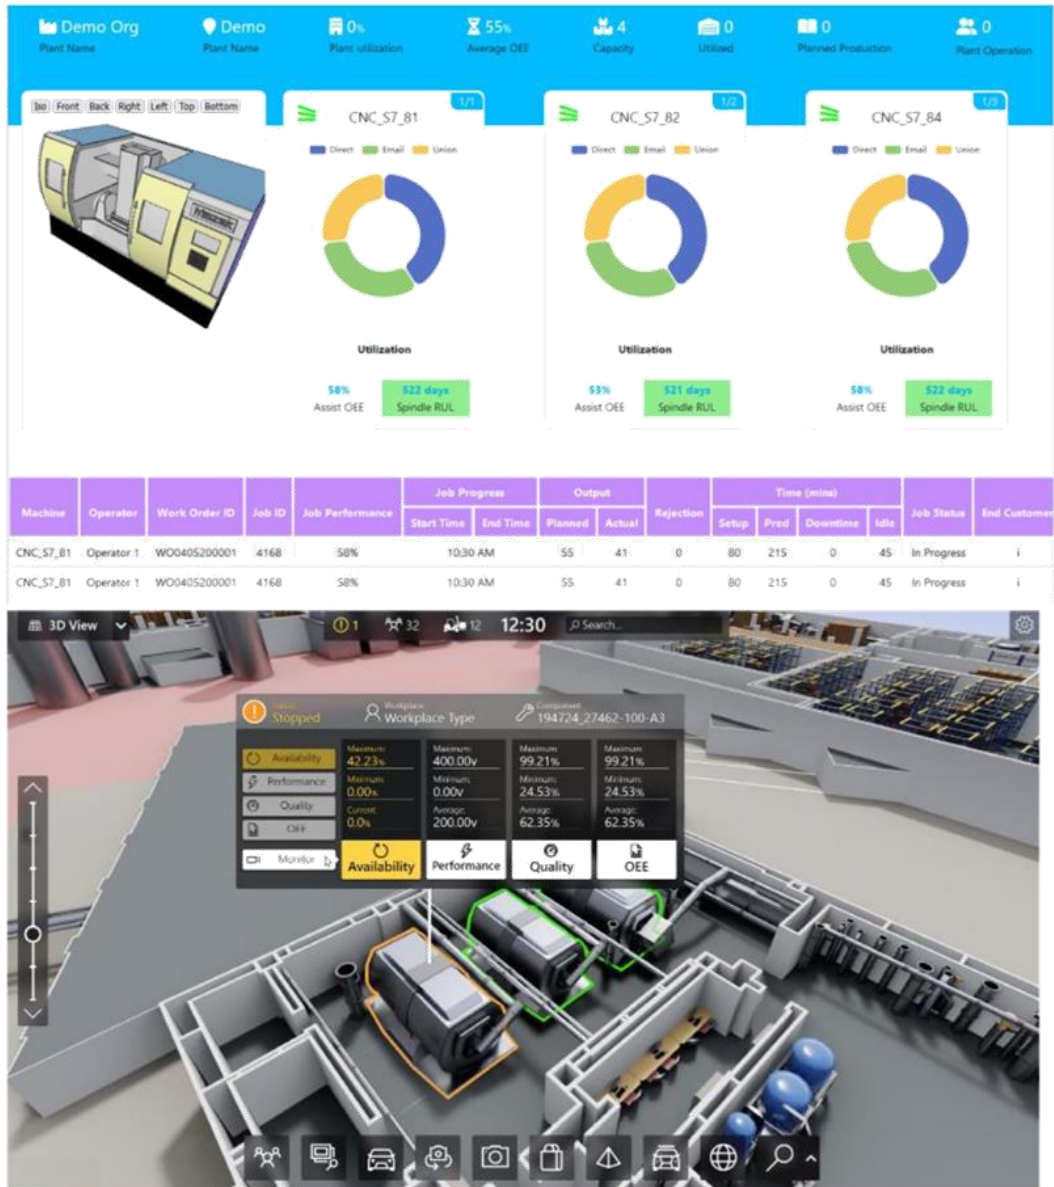 Demo Org Demo 0% 55% 4 0 0 0
Plant Name Plant Name Plant utilization Average OEE Capacity Utilized Planned Production Plant Operation
Iso Front Back Right Left Top Bottom
1/1
CNC_S7_81
Direct Email Union
Utilization
58% 522 days
Assist OEE Spindle RUL
1/2
CNC_S7_82
Direct Email Union
Utilization
53% 521 days
Assist OEE Spindle RUL
1/3
CNC_S7_84
Direct Email Union
Utilization
58% 522 days
Assist OEE Spindle RUL
Job Progress Output Time (mins)
Machine Operator Work Order ID Job ID Job Performance Start Time End Time Planned Actual Rejection Setup Pred Downtime Idle Job Status End Customer
CNC_S7_81 Operator 1 WO0405200001 4168 58% 10:30 AM 55 41 0 80 215 0 45 In Progress i
CNC_S7_81 Operator 1 WO0405200001 4168 58% 10:30 AM 55 41 0 80 215 0 45 In Progress i
3D View 1 32 12 12:30 Search...
Status Workplace Component
Stopped Workplace Type 194724_27462-100-A3
Availability
Performance
Quality
OEE
Monitor
Maximum: Maximum: Maximum: Maximum:
42.23% 400.00v 99.21% 99.21%
Minimum: Minimum: Minimum: Minimum:
0.00% 0.00v 24.53% 24.53%
Current: Average: Average: Average:
0.0% 200.00v 62.35% 62.35%
Availability Performance Quality OEE